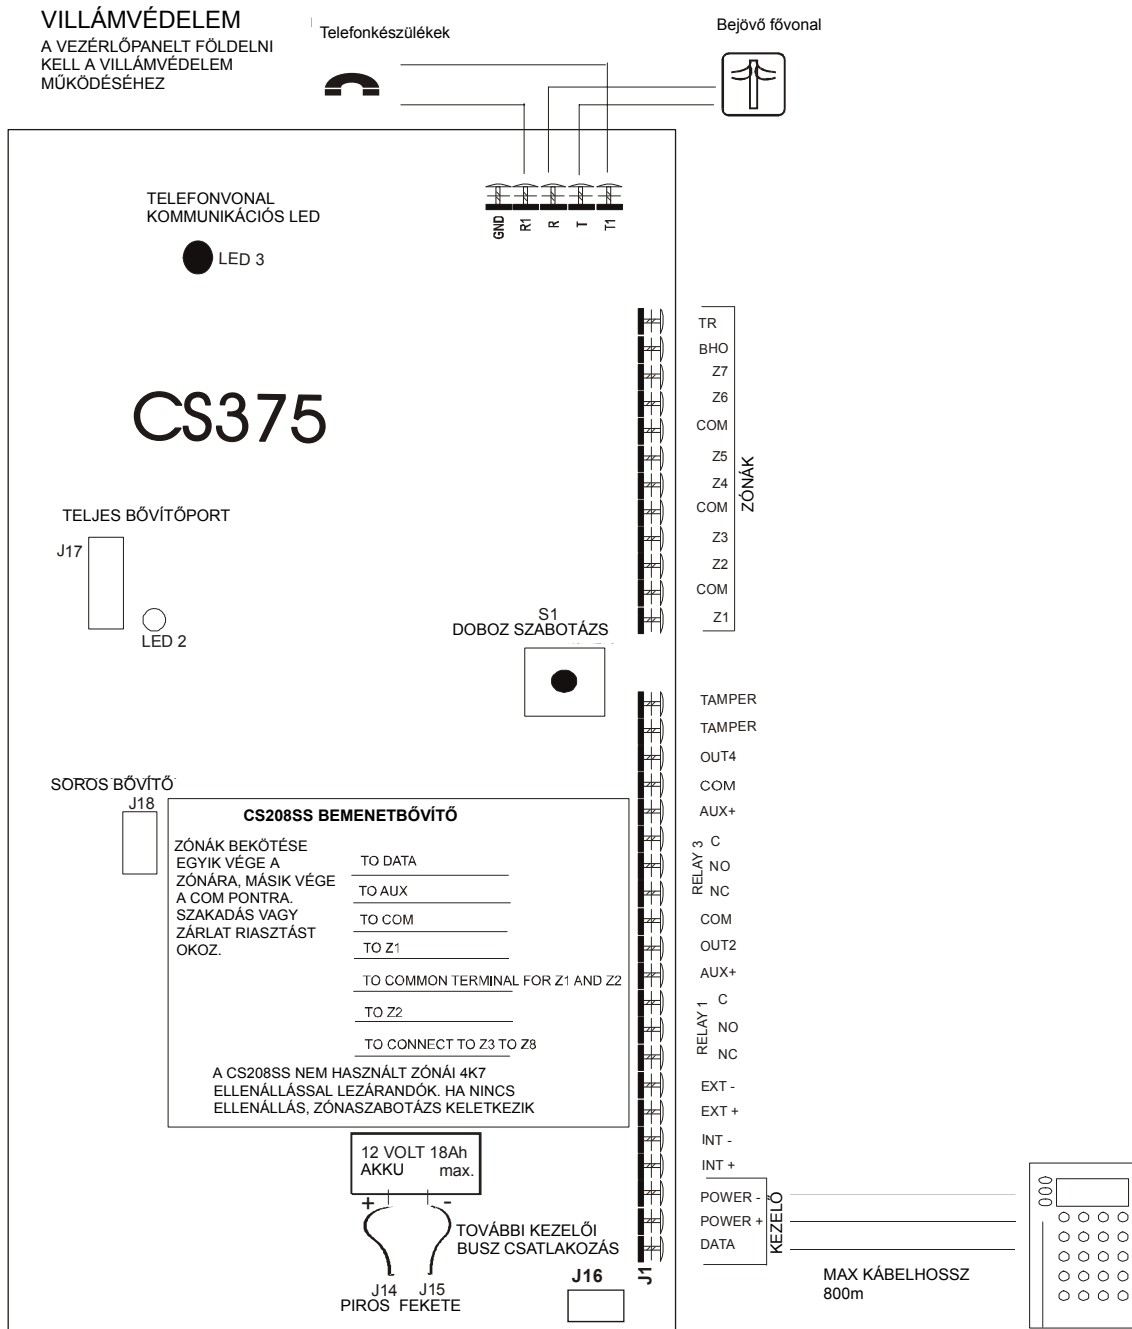 VILLÁMVÉDELEM
A VEZÉRLŐPANELT FÖLDELNI
KELL A VILLÁMVÉDELEM
MŰKÖDÉSÉHEZ
Telefonkészülékek
Bejövő fővonal
GND
R1
R
T
T1
TELEFONVONAL
KOMMUNIKÁCIÓS LED
LED 3
CS375
TR
BHO
Z7
Z6
COM
Z5
Z4
COM
Z3
Z2
COM
Z1
ZÓNÁK
TELJES BŐVÍTŐPORT
J17
LED 2
S1
DOBOZ SZABOTÁZS
TAMPER
TAMPER
OUT4
COM
AUX+
RELAY 3
C
NO
NC
COM
OUT2
AUX+
RELAY 1
C
NO
NC
EXT -
EXT +
INT -
INT +
POWER -
POWER +
DATA
KEZELŐ
SOROS BŐVÍTŐ
J18
CS208SS BEMENETBŐVÍTŐ
ZÓNÁK BEKÖTÉSE
EGYIK VÉGE A
ZÓNÁRA, MÁSIK VÉGE
A COM PONTRA.
SZAKADÁS VAGY
ZÁRLAT RIASZTÁST
OKOZ.
TO DATA
TO AUX
TO COM
TO Z1
TO COMMON TERMINAL FOR Z1 AND Z2
TO Z2
TO CONNECT TO Z3 TO Z8
A CS208SS NEM HASZNÁLT ZÓNÁI 4K7
ELLENÁLLÁSSAL LEZÁRANDÓK. HA NINCS
ELLENÁLLÁS, ZÓNASZABOTÁZS KELETKEZIK
12 VOLT 18Ah
AKKU max.
+ -
TOVÁBBI KEZELŐI
BUSZ CSATLAKOZÁS
J14 J15
PIROS FEKETE
J16
J1
MAX KÁBELHOSSZ
800m